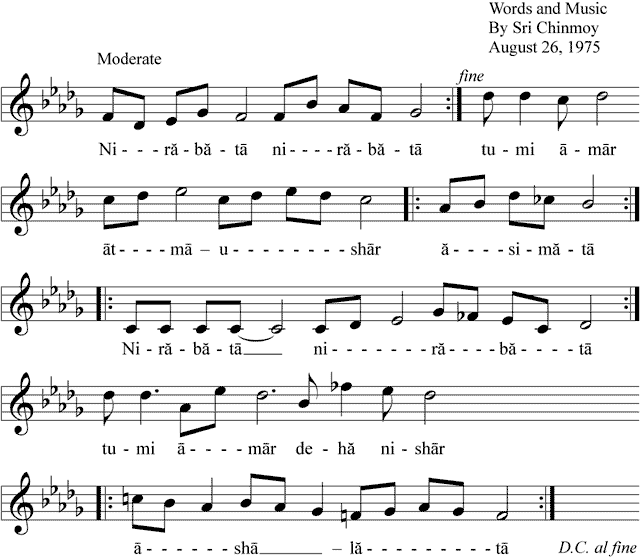 Words and Music
By Sri Chinmoy
August 26, 1975
Moderate
fine
Ni - - - ră - bă - tā ni - - - - ră - bă - tā tu - mi ā - mār
āt - - - - mā – u - - - - - - - - shār ă - - - - si - mă - tā
Ni - ră - bă - tā ni - - - - - - - - - ră - - - - bă - - - - tā
tu - mi ā - - - - mār de - hă ni - shār
ā - - - - - - - shā – lă - - - - - - - - - - tā D.C. al fine